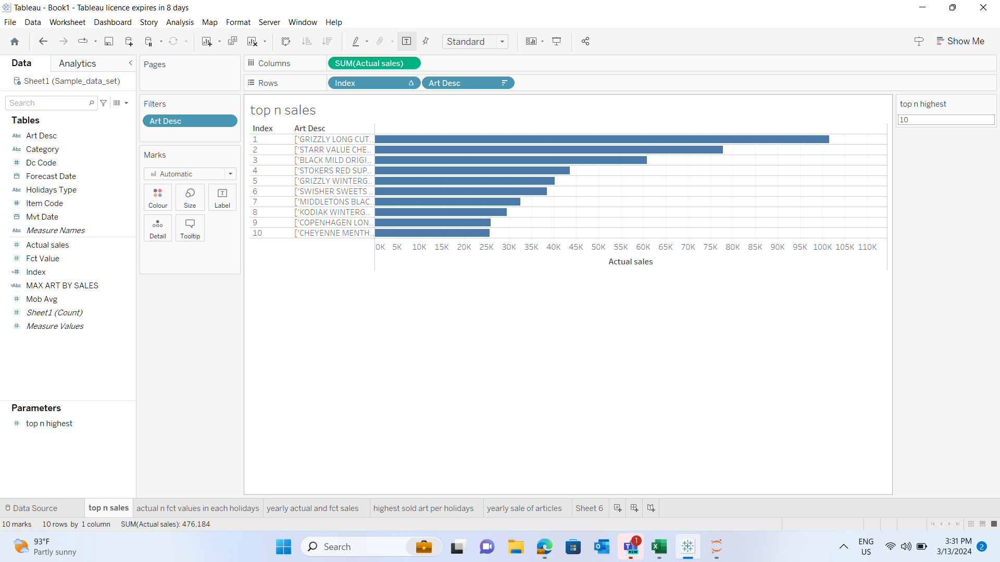 Tableau - Book1 - Tableau licence expires in 8 days
File Data Worksheet Dashboard Story Analysis Map Format Server Window Help
Standard
Show Me
Data Analytics
Sheet1 (Sample_data_set)
Search
Tables
Abc Art Desc
Abc Category
# Dc Code
Forecast Date
Abc Holidays Type
# Item Code
Mvt Date
Abc Measure Names
# Actual sales
# Fct Value
=# Index
=Abc MAX ART BY SALES
# Mob Avg
# Sheet1 (Count)
# Measure Values
Parameters
# top n highest
Pages
Filters
Art Desc
Marks
Automatic
Colour Size Label
Detail Tooltip
Columns SUM(Actual sales)
Rows Index Δ Art Desc
top n sales
Index Art Desc
1 ['GRIZZLY LONG CUT..
2 ['STARR VALUE CHE..
3 ['BLACK MILD ORIGI..
4 ['STOKERS RED SUP..
5 ['GRIZZLY WINTERG..
6 ['SWISHER SWEETS ..
7 ['MIDDLETONS BLAC..
8 ['KODIAK WINTERG..
9 ['COPENHAGEN LON..
10 ['CHEYENNE MENTH..
0K 5K 10K 15K 20K 25K 30K 35K 40K 45K 50K 55K 60K 65K 70K 75K 80K 85K 90K 95K 100K 105K 110K
Actual sales
top n highest
10
Data Source top n sales actual n fct values in each holidays yearly actual and fct sales highest sold art per holidays yearly sale of articles Sheet 6
10 marks 10 rows by 1 column SUM(Actual sales): 476,184
93°F
Partly sunny
Search
1
NEW
ENG
US
3:31 PM
3/13/2024
2